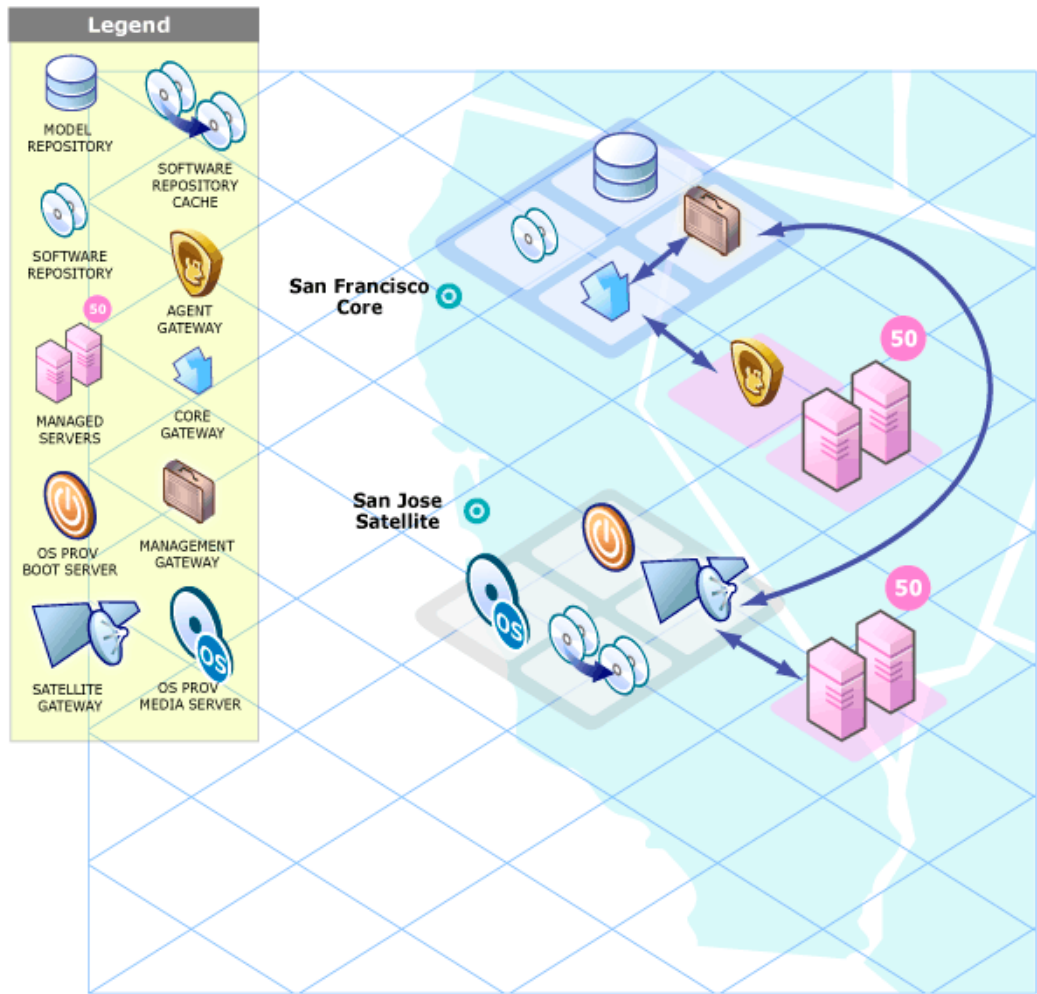 Legend
MODEL
REPOSITORY
SOFTWARE
REPOSITORY
CACHE
SOFTWARE
REPOSITORY
AGENT
GATEWAY
50
MANAGED
SERVERS
CORE
GATEWAY
OS PROV
BOOT SERVER
MANAGEMENT
GATEWAY
OS
SATELLITE
GATEWAY
OS PROV
MEDIA SERVER
San Francisco
Core
50
San Jose
Satellite
OS
50